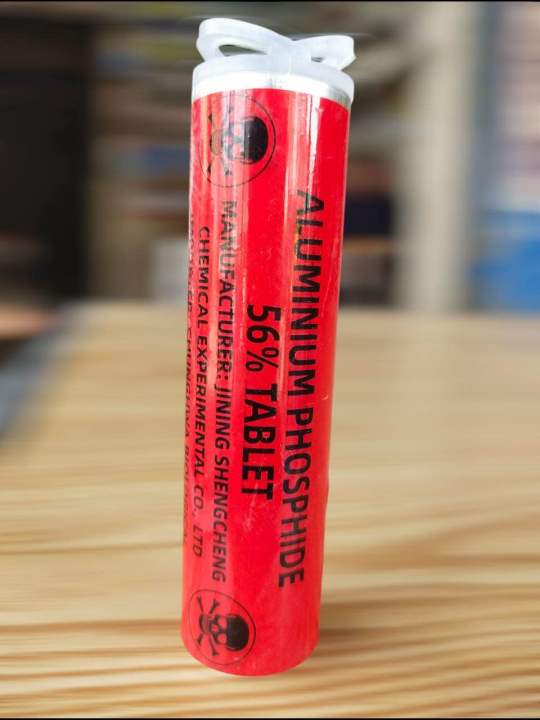 ALUMINIUM PHOSPHIDE
56% TABLET
MANUFACTURER: JINING SHENGCHENG
CHEMICAL EXPERIMENTAL CO., LTD